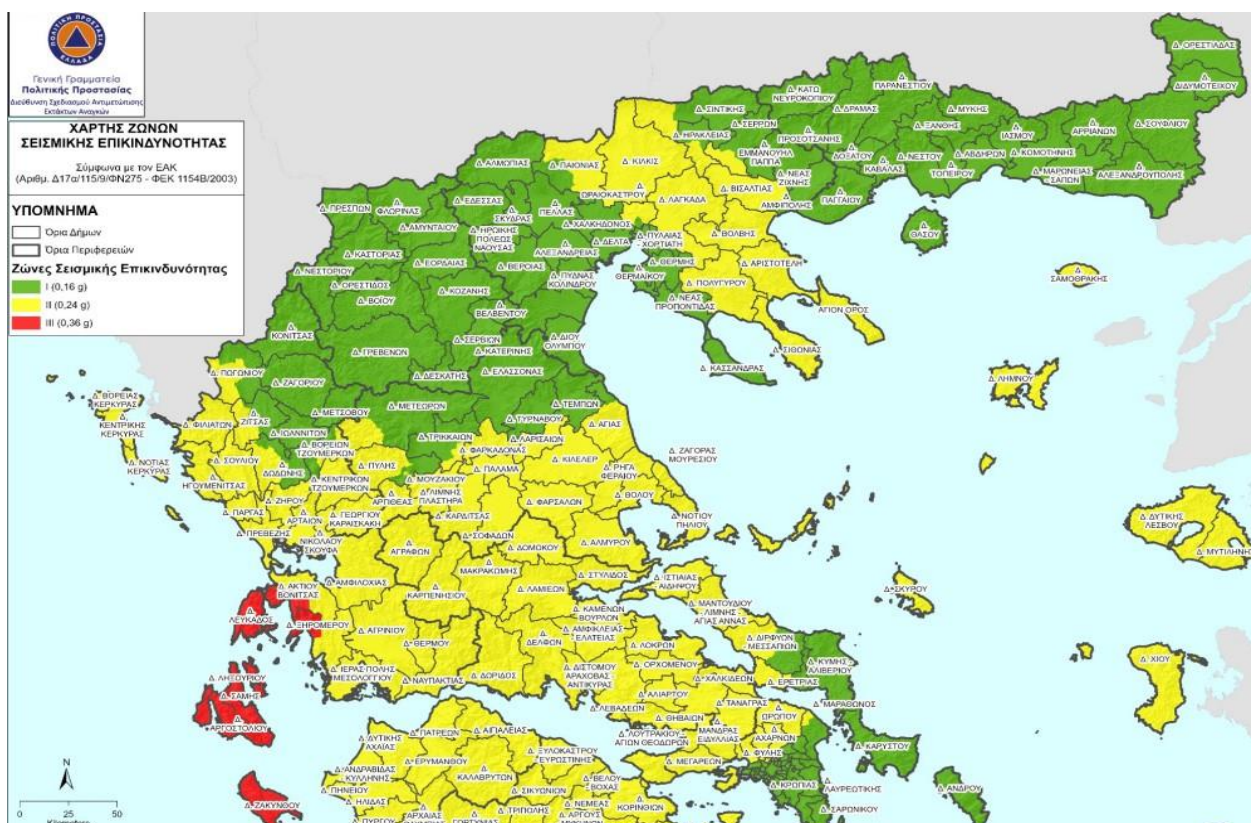 ΠΟΛΙΤΙΚΗ ΠΡΟΣΤΑΣΙΑ
ΕΛΛΑΔΑ
Γενική Γραμματεία
Πολιτικής Προστασίας
Διεύθυνση Σχεδιασμού Αντιμετώπισης
Εκτάκτων Αναγκών
ΧΑΡΤΗΣ ΖΩΝΩΝ
ΣΕΙΣΜΙΚΗΣ ΕΠΙΚΙΝΔΥΝΟΤΗΤΑΣ
Σύμφωνα με τον ΕΑΚ
(Αριθμ. Δ17α/115/9/ΦΝ275 - ΦΕΚ 1154Β/2003)
ΥΠΟΜΝΗΜΑ
Όρια Δήμων
Όρια Περιφερειών
Ζώνες Σεισμικής Επικινδυνότητας
I (0,16 g)
II (0,24 g)
III (0,36 g)
Δ. ΟΡΕΣΤΙΑΔΑΣ
Δ.
ΔΙΔΥΜΟΤΕΙΧΟΥ
Δ. ΣΟΥΦΛΙΟΥ
Δ.
ΑΡΡΙΑΝΩΝ
Δ.
ΑΛΕΞΑΝΔΡΟΥΠΟΛΗΣ
Δ. ΜΑΡΩΝΕΙΑΣ
ΣΑΠΩΝ
Δ. ΚΟΜΟΤΗΝΗΣ
Δ.
ΙΑΣΜΟΥ
Δ. ΜΥΚΗΣ
Δ. ΞΑΝΘΗΣ
Δ. ΑΒΔΗΡΩΝ
Δ.
ΤΟΠΕΙΡΟΥ
Δ. ΝΕΣΤΟΥ
Δ.
ΠΑΡΑΝΕΣΤΙΟΥ
Δ. ΔΡΑΜΑΣ
Δ. ΚΑΤΩ
ΝΕΥΡΟΚΟΠΙΟΥ
Δ.
ΠΡΟΣΟΤΣΑΝΗΣ
Δ.
ΔΟΞΑΤΟΥ
Δ.
ΚΑΒΑΛΑΣ
Δ.
ΠΑΓΓΑΙΟΥ
Δ.
ΘΑΣΟΥ
Δ. ΣΙΝΤΙΚΗΣ
Δ. ΣΕΡΡΩΝ
Δ. ΗΡΑΚΛΕΙΑΣ
Δ.
ΕΜΜΑΝΟΥΗΛ
ΠΑΠΠΑ
Δ. ΝΕΑΣ
ΖΙΧΝΗΣ
Δ.
ΑΜΦΙΠΟΛΗΣ
Δ. ΒΙΣΑΛΤΙΑΣ
Δ. ΚΙΛΚΙΣ
Δ. ΠΑΙΟΝΙΑΣ
Δ.
ΩΡΑΙΟΚΑΣΤΡΟΥ
Δ. ΛΑΓΚΑΔΑ
Δ. ΒΟΛΒΗΣ
Δ. ΑΡΙΣΤΟΤΕΛΗ
Δ. ΠΟΛΥΓΥΡΟΥ
ΑΓΙΟΝ ΟΡΟΣ
Δ. ΣΙΘΩΝΙΑΣ
Δ. ΚΑΣΣΑΝΔΡΑΣ
Δ. ΝΕΑΣ
ΠΡΟΠΟΝΤΙΔΑΣ
Δ. ΠΥΛΑΙΑΣ
- ΧΟΡΤΙΑΤΗ
Δ. ΘΕΡΜΗΣ
Δ.
ΘΕΡΜΑΪΚΟΥ
Δ. ΔΕΛΤΑ
Δ. ΧΑΛΚΗΔΟΝΟΣ
Δ.
ΠΕΛΛΑΣ
Δ. ΑΛΜΩΠΙΑΣ
Δ. ΕΔΕΣΣΑΣ
Δ.
ΣΚΥΔΡΑΣ
Δ. ΗΡΩΙΚΗΣ
ΠΟΛΕΩΣ
ΝΑΟΥΣΑΣ
Δ.
ΑΛΕΞΑΝΔΡΕΙΑΣ
Δ. ΒΕΡΟΙΑΣ
Δ. ΠΥΔΝΑΣ
ΚΟΛΙΝΔΡΟΥ
Δ. ΠΡΕΣΠΩΝ
Δ.
ΦΛΩΡΙΝΑΣ
Δ.
ΑΜΥΝΤΑΙΟΥ
Δ.
ΚΑΣΤΟΡΙΑΣ
Δ. ΕΟΡΔΑΙΑΣ
Δ. ΝΕΣΤΟΡΙΟΥ
Δ.
ΟΡΕΣΤΙΔΟΣ
Δ. ΒΟΪΟΥ
Δ. ΚΟΖΑΝΗΣ
Δ.
ΒΕΛΒΕΝΤΟΥ
Δ. ΣΕΡΒΙΩΝ
Δ. ΚΑΤΕΡΙΝΗΣ
Δ. ΔΙΟΥ
ΟΛΥΜΠΟΥ
Δ.
ΚΟΝΙΤΣΑΣ
Δ. ΓΡΕΒΕΝΩΝ
Δ. ΔΕΣΚΑΤΗΣ
Δ. ΕΛΑΣΣΟΝΑΣ
Δ. ΖΑΓΟΡΙΟΥ
Δ. ΠΩΓΩΝΙΟΥ
Δ. ΜΕΤΣΟΒΟΥ
Δ. ΜΕΤΕΩΡΩΝ
Δ. ΤΕΜΠΩΝ
Δ. ΤΥΡΝΑΒΟΥ
Δ. ΑΓΙΑΣ
Δ. ΒΟΡΕΙΑΣ
ΚΕΡΚΥΡΑΣ
Δ.
ΚΕΝΤΡΙΚΗΣ
ΚΕΡΚΥΡΑΣ
Δ. ΝΟΤΙΑΣ
ΚΕΡΚΥΡΑΣ
Δ. ΦΙΛΙΑΤΩΝ
Δ.
ΖΙΤΣΑΣ
Δ. ΙΩΑΝΝΙΤΩΝ
Δ. ΒΟΡΕΙΩΝ
ΤΖΟΥΜΕΡΚΩΝ
Δ. ΤΡΙΚΚΑΙΩΝ
Δ. ΛΑΡΙΣΑΙΩΝ
Δ. ΦΑΡΚΑΔΟΝΑΣ
Δ. ΚΙΛΕΛΕΡ
Δ. ΣΟΥΛΙΟΥ
Δ.
ΗΓΟΥΜΕΝΙΤΣΑΣ
Δ.
ΔΩΔΩΝΗΣ
Δ. ΚΕΝΤΡΙΚΩΝ
ΤΖΟΥΜΕΡΚΩΝ
Δ. ΠΥΛΗΣ
Δ.
ΜΟΥΖΑΚΙΟΥ
Δ. ΠΑΛΑΜΑ
Δ. ΡΗΓΑ
ΦΕΡΑΙΟΥ
Δ. ΖΑΓΟΡΑΣ
ΜΟΥΡΕΣΙΟΥ
Δ. ΒΟΛΟΥ
Δ. ΝΟΤΙΟΥ
ΠΗΛΙΟΥ
Δ. ΠΑΡΓΑΣ
Δ. ΖΗΡΟΥ
Δ.
ΑΡΤΑΙΩΝ
Δ. ΓΕΩΡΓΙΟΥ
ΚΑΡΑΙΣΚΑΚΗ
Δ.
ΑΡΓΙΘΕΑΣ
Δ. ΛΙΜΝΗΣ
ΠΛΑΣΤΗΡΑ
Δ. ΚΑΡΔΙΤΣΑΣ
Δ. ΦΑΡΣΑΛΩΝ
Δ. ΠΡΕΒΕΖΗΣ
Δ.
ΝΙΚΟΛΑΟΥ
ΣΚΟΥΦΑ
Δ. ΣΟΦΑΔΩΝ
Δ. ΔΟΜΟΚΟΥ
Δ. ΑΛΜΥΡΟΥ
Δ.
ΑΓΡΑΦΩΝ
Δ.
ΜΑΚΡΑΚΩΜΗΣ
Δ. ΑΚΤΙΟΥ
ΒΟΝΙΤΣΑΣ
Δ. ΑΜΦΙΛΟΧΙΑΣ
Δ.
ΚΑΡΠΕΝΗΣΙΟΥ
Δ. ΛΑΜΙΕΩΝ
Δ. ΣΤΥΛΙΔΟΣ
Δ. ΙΣΤΙΑΙΑΣ
ΑΙΔΗΨΟΥ
Δ. ΜΑΝΤΟΥΔΙΟΥ
- ΛΙΜΝΗΣ -
ΑΓΙΑΣ ΑΝΝΑΣ
Δ.
ΛΕΥΚΑΔΟΣ
Δ. ΞΗΡΟΜΕΡΟΥ
Δ. ΑΓΡΙΝΙΟΥ
Δ. ΘΕΡΜΟΥ
Δ.
ΔΕΛΦΩΝ
Δ. ΚΑΜΕΝΩΝ
ΒΟΥΡΛΩΝ
Δ.
ΑΜΦΙΚΛΕΙΑΣ
ΕΛΑΤΕΙΑΣ
Δ. ΛΟΚΡΩΝ
Δ. ΔΙΡΦΥΩΝ
ΜΕΣΣΑΠΙΩΝ
Δ. ΚΥΜΗΣ
ΑΛΙΒΕΡΙΟΥ
Δ. ΙΕΡΑΣ ΠΟΛΗΣ
ΜΕΣΟΛΟΓΓΙΟΥ
Δ. ΝΑΥΠΑΚΤΙΑΣ
Δ. ΔΩΡΙΔΟΣ
Δ. ΔΙΣΤΟΜΟΥ
ΑΡΑΧΟΒΑΣ
ΑΝΤΙΚΥΡΑΣ
Δ. ΟΡΧΟΜΕΝΟΥ
Δ.
ΑΛΙΑΡΤΟΥ
Δ. ΧΑΛΚΙΔΕΩΝ
Δ.
ΕΡΕΤΡΙΑΣ
Δ. ΛΕΒΑΔΕΩΝ
Δ.
ΘΗΒΑΙΩΝ
Δ.
ΤΑΝΑΓΡΑΣ
Δ.
ΩΡΩΠΟΥ
Δ. ΜΑΡΑΘΩΝΟΣ
Δ.
ΚΑΡΥΣΤΟΥ
Δ. ΑΝΔΡΟΥ
Δ. ΛΗΞΟΥΡΙΟΥ
Δ. ΣΑΜΗΣ
Δ.
ΑΡΓΟΣΤΟΛΙΟΥ
Δ. ΖΑΚΥΝΘΟΥ
Δ. ΔΥΤΙΚΗΣ
ΑΧΑΪΑΣ
Δ. ΠΑΤΡΕΩΝ
Δ. ΑΙΓΙΑΛΕΙΑΣ
Δ.
ΕΡΥΜΑΝΘΟΥ
Δ.
ΚΑΛΑΒΡΥΤΩΝ
Δ. ΞΥΛΟΚΑΣΤΡΟΥ
- ΕΥΡΩΣΤΙΝΗΣ
Δ. ΛΟΥΤΡΑΚΙΟΥ -
ΑΓΙΩΝ ΘΕΟΔΩΡΩΝ
Δ.
ΜΑΝΔΡΑΣ
ΕΙΔΥΛΛΙΑΣ
Δ.
ΑΧΑΡΝΩΝ
Δ. ΦΥΛΗΣ
Δ. ΜΕΓΑΡΕΩΝ
Δ. ΑΝΔΡΑΒΙΔΑΣ
ΚΥΛΛΗΝΗΣ
Δ.
ΠΗΝΕΙΟΥ
Δ. ΗΛΙΔΑΣ
Δ.
ΠΥΡΓΟΥ
Δ.
ΑΡΧΑΙΑΣ
Δ.
ΓΟΡΤΥΝΙΑΣ
Δ.
ΤΡΙΠΟΛΗΣ
Δ. ΣΙΚΥΩΝΙΩΝ
Δ. ΒΕΛΟΥ
ΒΟΧΑΣ
Δ. ΝΕΜΕΑΣ
Δ. ΑΡΓΟΥΣ
Δ.
ΚΟΡΙΝΘΙΩΝ
Δ.
ΚΡΩΠΙΑΣ
Δ.
ΛΑΥΡΕΩΤΙΚΗΣ
Δ.
ΣΑΡΩΝΙΚΟΥ
Δ.
ΣΑΜΟΘΡΑΚΗΣ
Δ. ΛΗΜΝΟΥ
Δ. ΔΥΤΙΚΗΣ
ΛΕΣΒΟΥ
Δ. ΜΥΤΙΛΗΝΗΣ
Δ. ΣΚΥΡΟΥ
Δ. ΧΙΟΥ
N
0 25 50